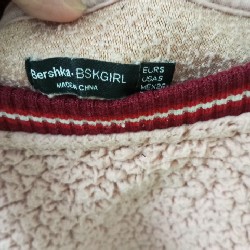 Bershka. BSKGIRL
MADE IN CHINA
EUR S
USA S
MEX 26